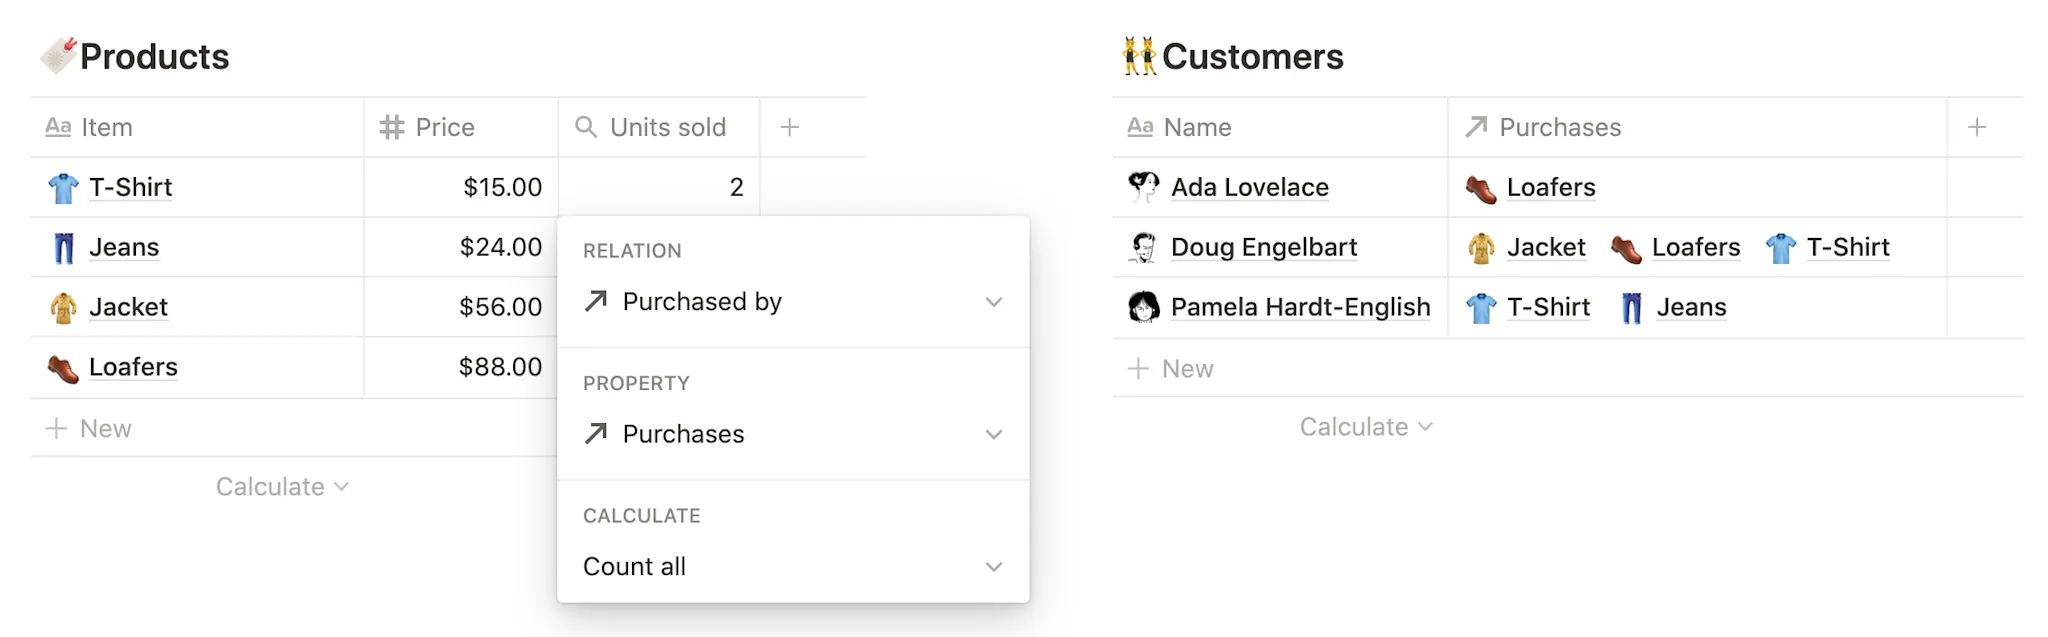 Products
Aa Item Price Units sold
T-Shirt $15.00 2
Jeans $24.00
Jacket $56.00
Loafers $88.00
New
Calculate
RELATION
Purchased by
PROPERTY
Purchases
CALCULATE
Count all
Customers
Aa Name Purchases
Ada Lovelace Loafers
Doug Engelbart Jacket Loafers T-Shirt
Pamela Hardt-English T-Shirt Jeans
New
Calculate